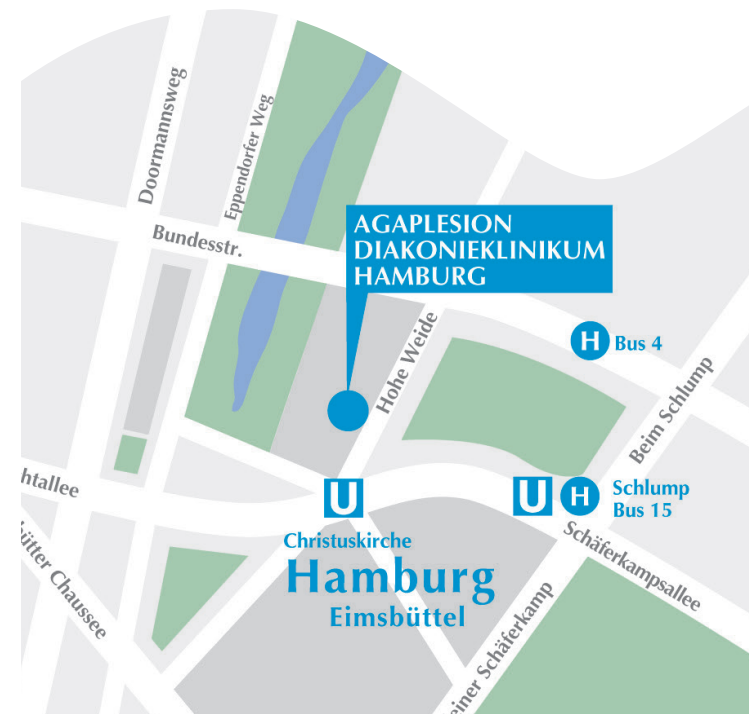 Doormannsweg
Eppendorfer Weg
Bundesstr.
AGAPLESION
DIAKONIEKLINIKUM
HAMBURG
Hohe Weide
H Bus 4
Beim Schlump
htallee
U
U H Schlump
Bus 15
Christuskirche
Hamburg
Eimsbüttel
Schäferkampsallee
bütter Chaussee
einer Schäferkamp